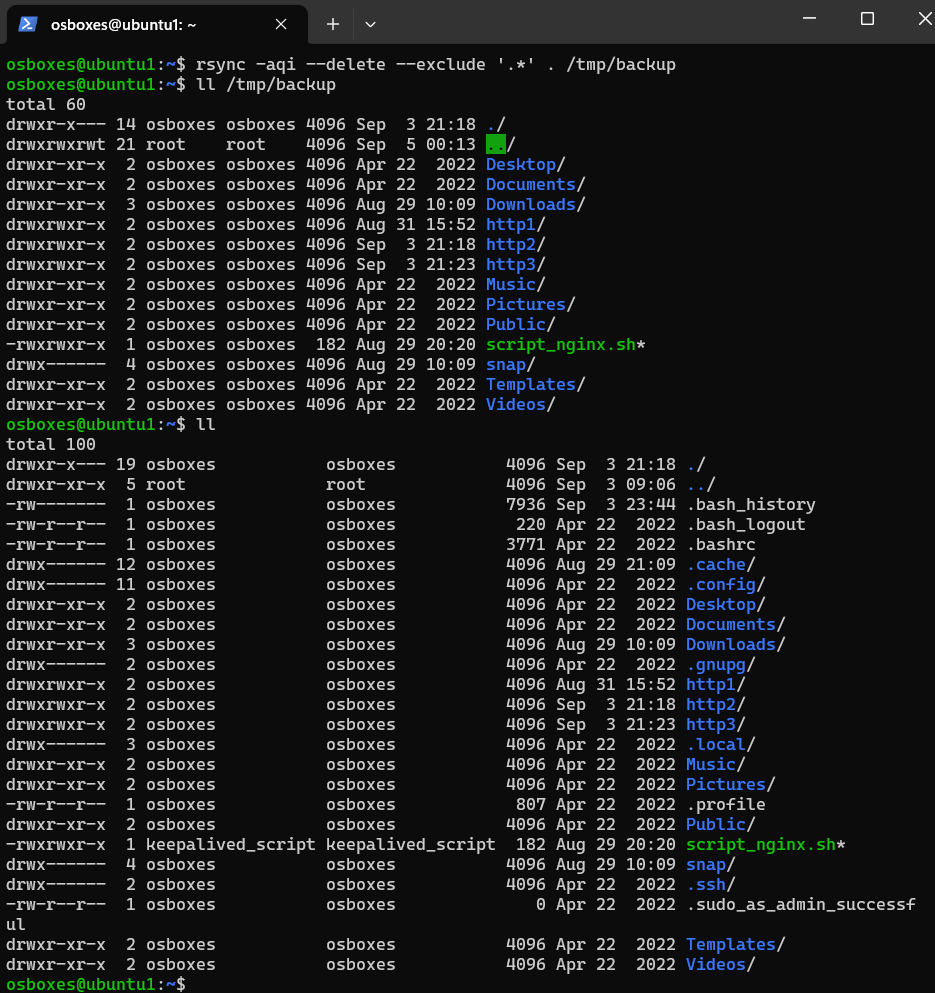 osboxes@ubuntu1: ~
osboxes@ubuntu1:~$ rsync -aqi --delete --exclude '.*' . /tmp/backup
osboxes@ubuntu1:~$ ll /tmp/backup
total 60
drwxr-x--- 14 osboxes osboxes 4096 Sep  3 21:18 ./
drwxrwxrwt 21 root    root    4096 Sep  5 00:13 ../
drwxr-xr-x  2 osboxes osboxes 4096 Apr 22  2022 Desktop/
drwxr-xr-x  2 osboxes osboxes 4096 Apr 22  2022 Documents/
drwxr-xr-x  3 osboxes osboxes 4096 Aug 29 10:09 Downloads/
drwxrwxr-x  2 osboxes osboxes 4096 Aug 31 15:52 http1/
drwxrwxr-x  2 osboxes osboxes 4096 Sep  3 21:18 http2/
drwxrwxr-x  2 osboxes osboxes 4096 Sep  3 21:23 http3/
drwxr-xr-x  2 osboxes osboxes 4096 Apr 22  2022 Music/
drwxr-xr-x  2 osboxes osboxes 4096 Apr 22  2022 Pictures/
drwxr-xr-x  2 osboxes osboxes 4096 Apr 22  2022 Public/
-rwxrwxr-x  1 osboxes osboxes  182 Aug 29 20:20 script_nginx.sh*
drwx------  4 osboxes osboxes 4096 Aug 29 10:09 snap/
drwxr-xr-x  2 osboxes osboxes 4096 Apr 22  2022 Templates/
drwxr-xr-x  2 osboxes osboxes 4096 Apr 22  2022 Videos/
osboxes@ubuntu1:~$ ll
total 100
drwxr-x--- 19 osboxes           osboxes           4096 Sep  3 21:18 ./
drwxr-xr-x  5 root              root              4096 Sep  3 09:06 ../
-rw-------  1 osboxes           osboxes           7936 Sep  3 23:44 .bash_history
-rw-r--r--  1 osboxes           osboxes            220 Apr 22  2022 .bash_logout
-rw-r--r--  1 osboxes           osboxes           3771 Apr 22  2022 .bashrc
drwx------ 12 osboxes           osboxes           4096 Aug 29 21:09 .cache/
drwx------ 11 osboxes           osboxes           4096 Apr 22  2022 .config/
drwxr-xr-x  2 osboxes           osboxes           4096 Apr 22  2022 Desktop/
drwxr-xr-x  2 osboxes           osboxes           4096 Apr 22  2022 Documents/
drwxr-xr-x  3 osboxes           osboxes           4096 Aug 29 10:09 Downloads/
drwx------  2 osboxes           osboxes           4096 Apr 22  2022 .gnupg/
drwxrwxr-x  2 osboxes           osboxes           4096 Aug 31 15:52 http1/
drwxrwxr-x  2 osboxes           osboxes           4096 Sep  3 21:18 http2/
drwxrwxr-x  2 osboxes           osboxes           4096 Sep  3 21:23 http3/
drwx------  3 osboxes           osboxes           4096 Apr 22  2022 .local/
drwxr-xr-x  2 osboxes           osboxes           4096 Apr 22  2022 Music/
drwxr-xr-x  2 osboxes           osboxes           4096 Apr 22  2022 Pictures/
-rw-r--r--  1 osboxes           osboxes            807 Apr 22  2022 .profile
drwxr-xr-x  2 osboxes           osboxes           4096 Apr 22  2022 Public/
-rwxrwxr-x  1 keepalived_script keepalived_script  182 Aug 29 20:20 script_nginx.sh*
drwx------  4 osboxes           osboxes           4096 Aug 29 10:09 snap/
drwx------  2 osboxes           osboxes           4096 Apr 22  2022 .ssh/
-rw-r--r--  1 osboxes           osboxes              0 Apr 22  2022 .sudo_as_admin_successf
ul
drwxr-xr-x  2 osboxes           osboxes           4096 Apr 22  2022 Templates/
drwxr-xr-x  2 osboxes           osboxes           4096 Apr 22  2022 Videos/
osboxes@ubuntu1:~$